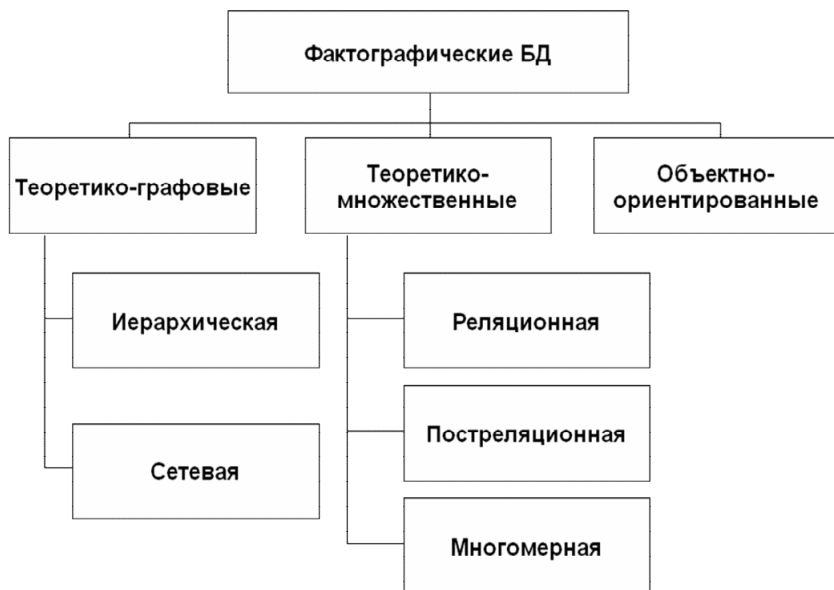 Фактографические БД
Теоретико-графовые
Теоретико-
множественные
Объектно-
ориентированные
Иерархическая
Сетевая
Реляционная
Постреляционная
Многомерная